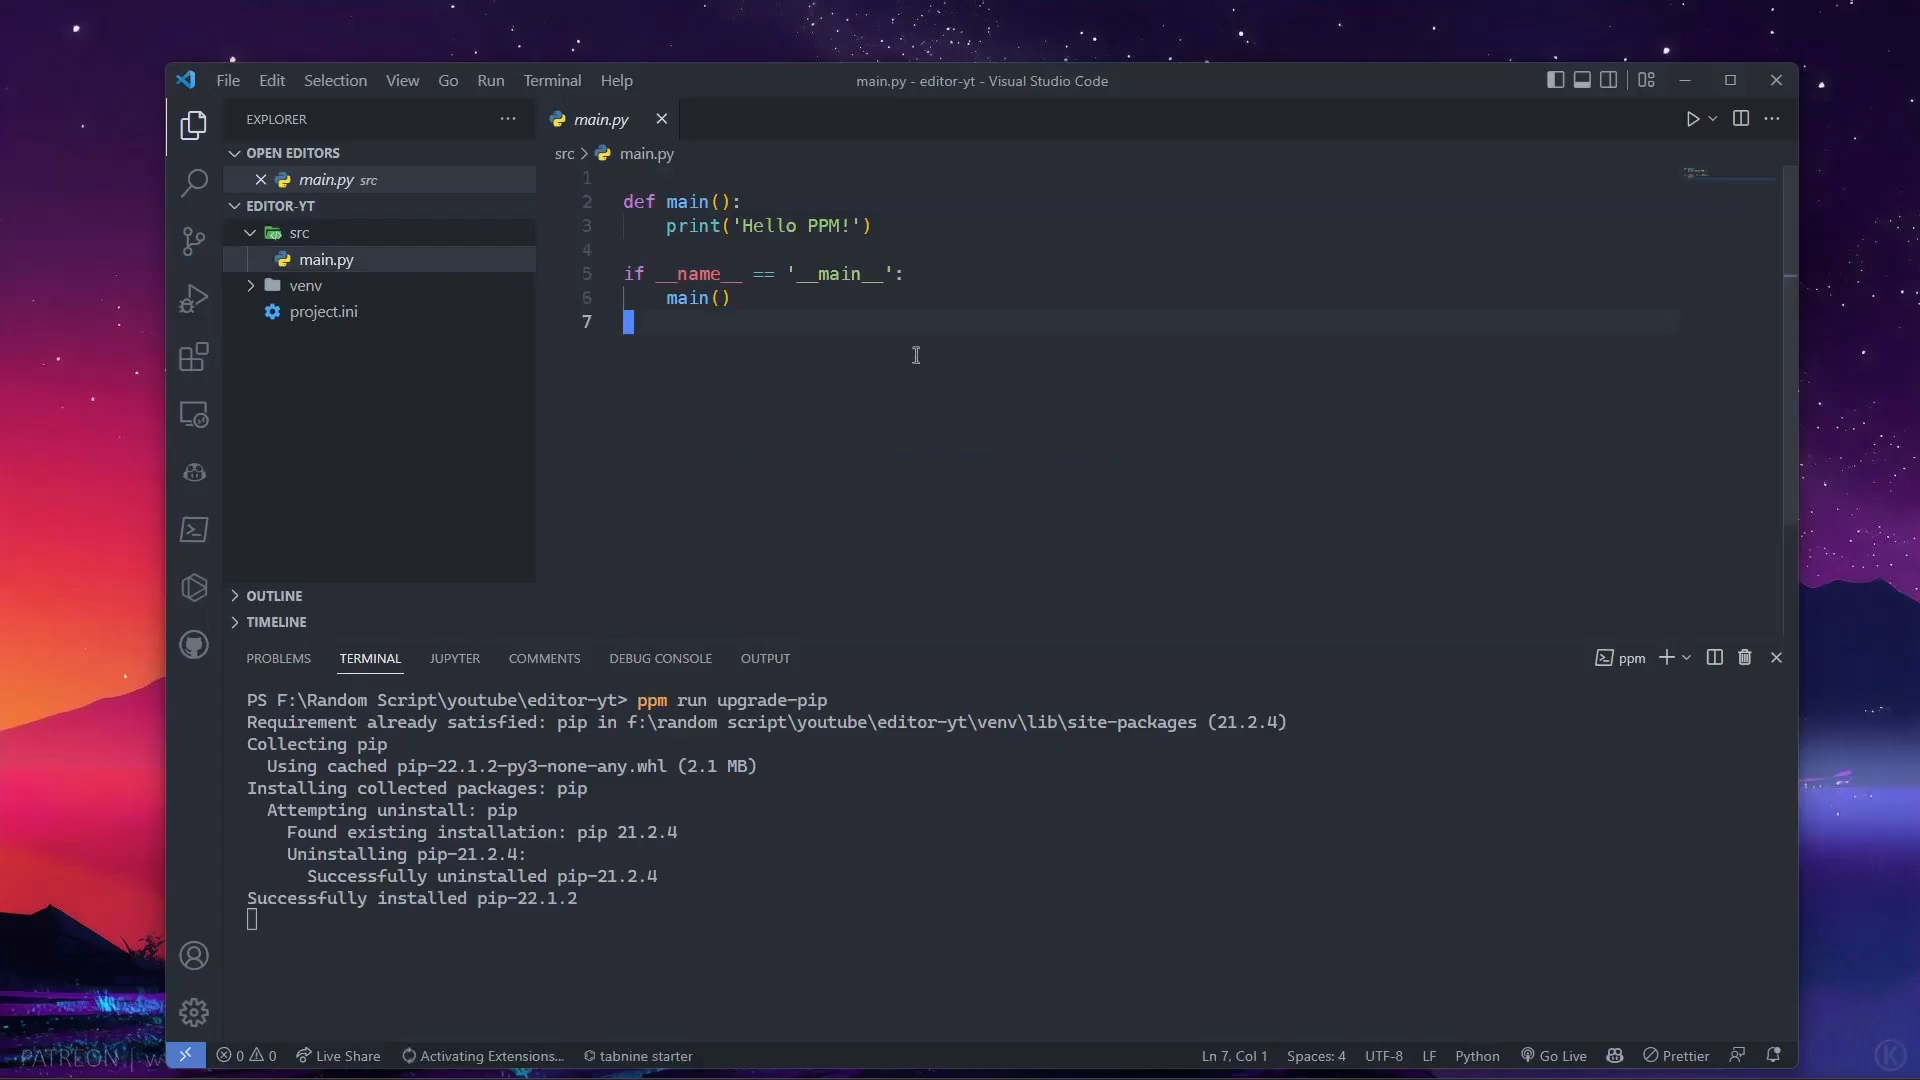 File Edit Selection View Go Run Terminal Help
main.py - editor-yt - Visual Studio Code
EXPLORER
main.py
OPEN EDITORS
src > main.py
main.py src
EDITOR-YT
src
main.py
venv
project.ini
1
2 def main():
3 print('Hello PPM!')
4
5 if __name__ == '__main__':
6 main()
7
OUTLINE
TIMELINE
PROBLEMS TERMINAL JUPYTER COMMENTS DEBUG CONSOLE OUTPUT
ppm
PS F:\Random Script\youtube\editor-yt> ppm run upgrade-pip
Requirement already satisfied: pip in f:\random script\youtube\editor-yt\venv\lib\site-packages (21.2.4)
Collecting pip
Using cached pip-22.1.2-py3-none-any.whl (2.1 MB)
Installing collected packages: pip
Attempting uninstall: pip
Found existing installation: pip 21.2.4
Uninstalling pip-21.2.4:
Successfully uninstalled pip-21.2.4
Successfully installed pip-22.1.2
PATREON | w
0 0 Live Share Activating Extensions... tabnine starter
Ln 7, Col 1 Spaces: 4 UTF-8 LF Python Go Live Prettier
K